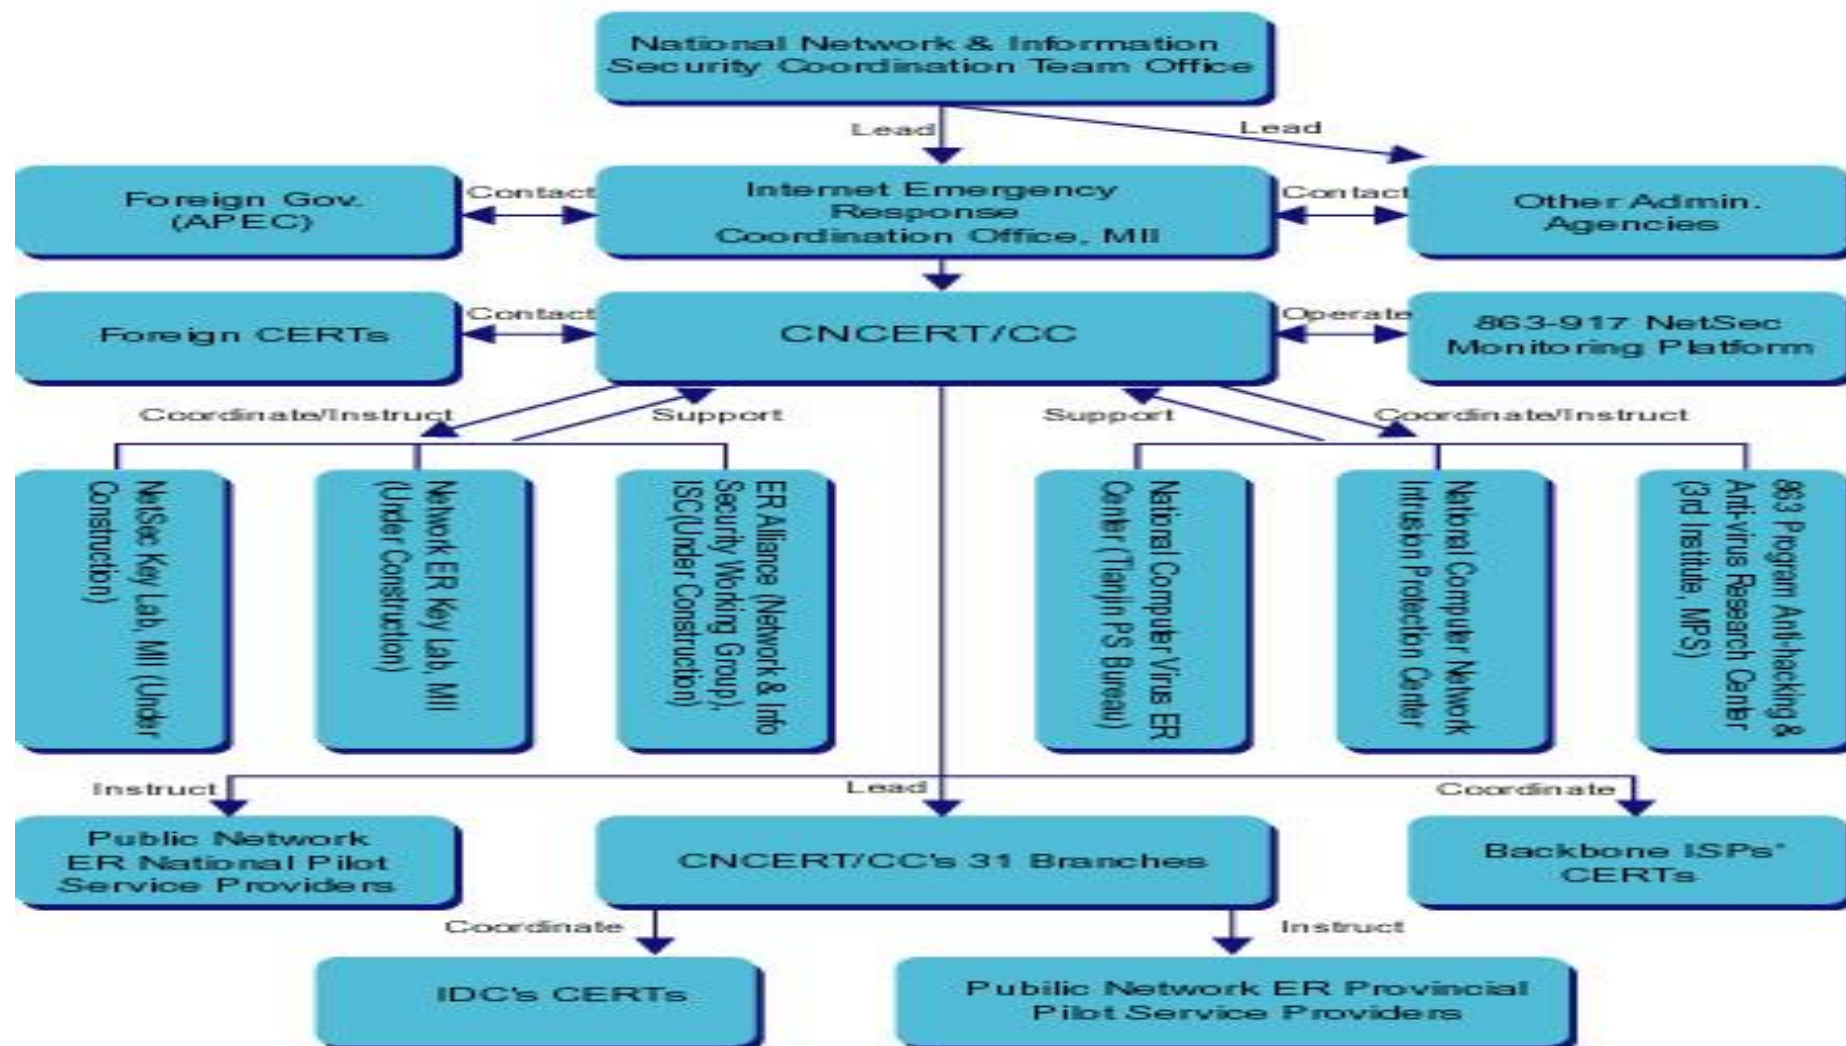 National Network & Information
Security Coordination Team Office
Lead
Lead
Foreign Gov.
(APEC)
Contact
Internet Emergency
Response
Coordination Office, MII
Contact
Other Admin.
Agencies
Foreign CERTs
Contact
CNCERT/CC
Operate
863-917 NetSec
Monitoring Platform
Coordinate/Instruct
Support
Support
Coordinate/Instruct
NetSec Key Lab, MII (Under
Construction)
Network ER Key Lab, MII
(Under Construction)
ER Alliance (Network & Info
Security Working Group),
ISC(Under Construction)
National Computer Virus ER
Center (Tianjin PS Bureau)
National Computer Network
Intrusion Protection Center
863 Program Anti-hacking &
Anti-virus Research Center
(3rd Institute, MPS)
Instruct
Lead
Coordinate
Public Network
ER National Pilot
Service Providers
CNCERT/CC's 31 Branches
Backbone ISPs'
CERTs
Coordinate
Instruct
IDC's CERTs
Pubilic Network ER Provincial
Pilot Service Providers